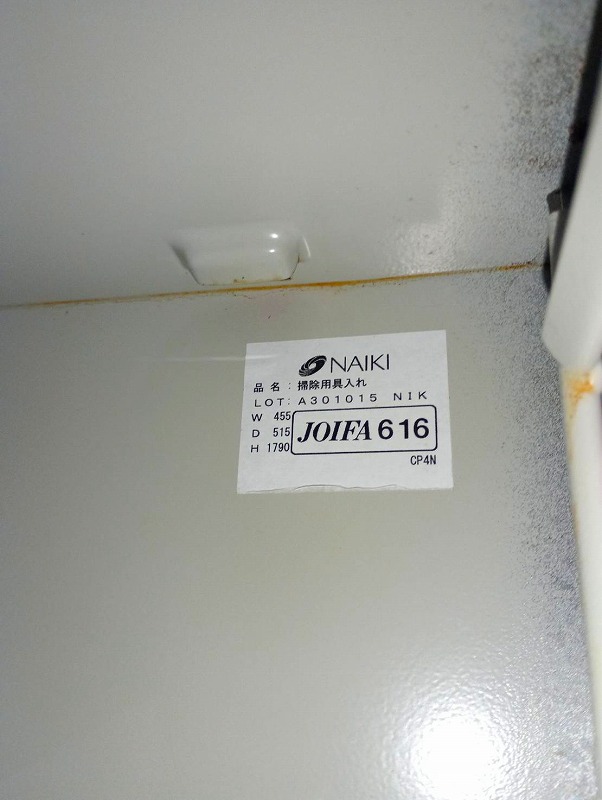 NAIKI
品 名 : 掃除用具入れ
LOT: A301015 NIK
W 455
D 515
H 1790
JOIFA 616
CP4N